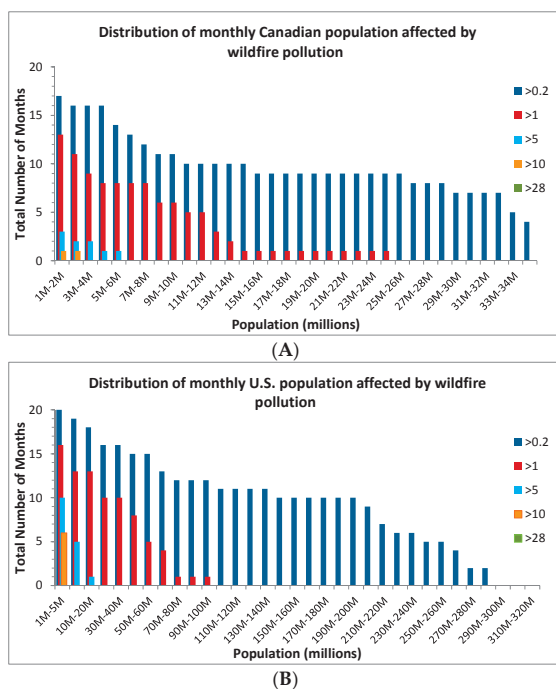 Distribution of monthly Canadian population affected by
wildfire pollution
Total Number of Months
20
15
10
5
0
>0.2
>1
>5
>10
>28
1M-2M
3M-4M
5M-6M
7M-8M
9M-10M
11M-12M
13M-14M
15M-16M
17M-18M
19M-20M
21M-22M
23M-24M
25M-26M
27M-28M
29M-30M
31M-32M
33M-34M
Population (millions)
(A)
Distribution of monthly U.S. population affected by wildfire
pollution
Total Number of Months
20
15
10
5
0
>0.2
>1
>5
>10
>28
1M-5M
10M-20M
30M-40M
50M-60M
70M-80M
90M-100M
110M-120M
130M-140M
150M-160M
170M-180M
190M-200M
210M-220M
230M-240M
250M-260M
270M-280M
290M-300M
310M-320M
Population (millions)
(B)